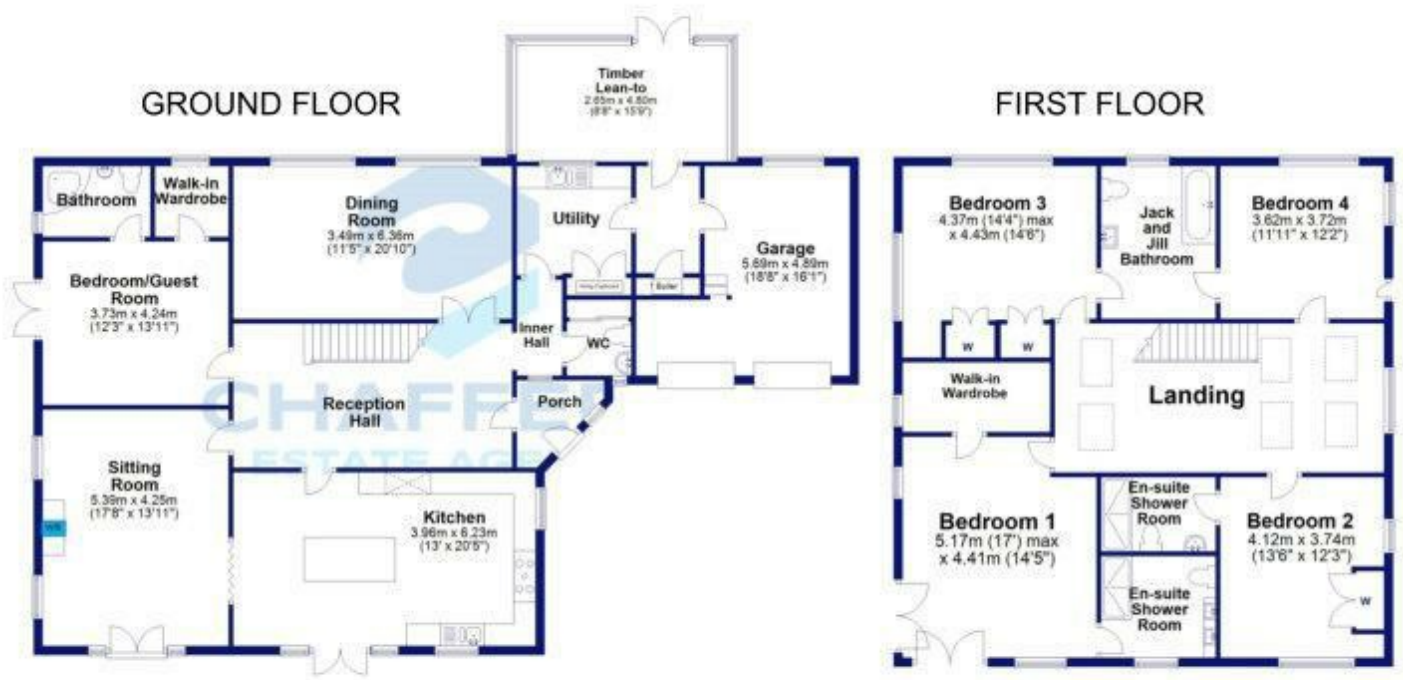 GROUND FLOOR
Timber
Lean-to
2.65m x 4.80m
(8'8" x 15'9")
Bathroom
Walk-in
Wardrobe
Dining
Room
3.49m x 6.36m
(11'5" x 20'10")
Utility
Garage
5.69m x 4.89m
(18'8" x 16'1")
Bedroom/Guest
Room
3.73m x 4.24m
(12'3" x 13'11")
Boiler
Inner
Hall
WC
Reception
Hall
Porch
CHAFFE
ESTATE AGE
Sitting
Room
5.39m x 4.25m
(17'8" x 13'11")
Kitchen
3.96m x 6.23m
(13' x 20'5")
FIRST FLOOR
Bedroom 3
4.37m (14'4") max
x 4.43m (14'6")
Jack
and
Jill
Bathroom
Bedroom 4
3.62m x 3.72m
(11'11" x 12'2")
W
W
Walk-in
Wardrobe
Landing
Bedroom 1
5.17m (17') max
x 4.41m (14'5")
En-suite
Shower
Room
Bedroom 2
4.12m x 3.74m
(13'6" x 12'3")
En-suite
Shower
Room
W